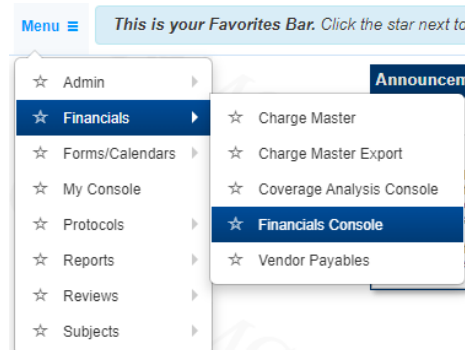 Menu ≡
This is your Favorites Bar. Click the star next to
Announcem
Admin
Financials
Forms/Calendars
My Console
Protocols
Reports
Reviews
Subjects
Charge Master
Charge Master Export
Coverage Analysis Console
Financials Console
Vendor Payables